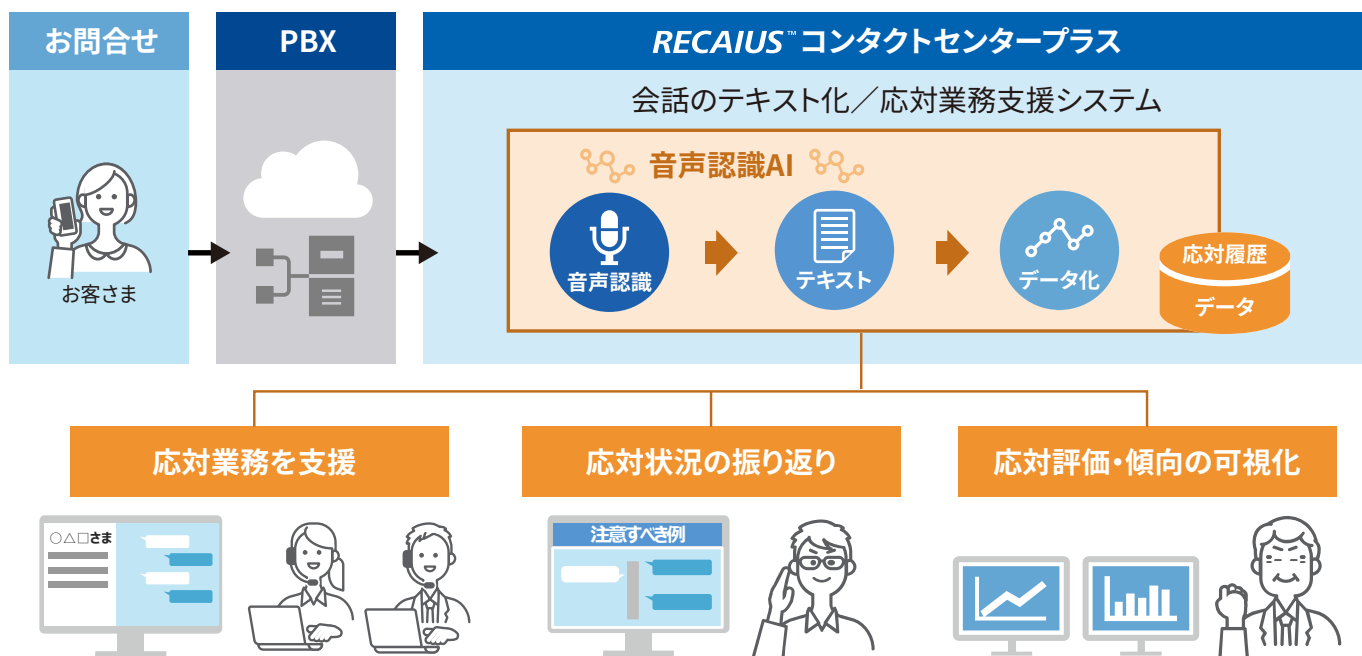 お問合せ
PBX
RECAIUS™ コンタクトセンタープラス
会話のテキスト化／応対業務支援システム
音声認識AI
音声認識
テキスト
データ化
応対履歴
データ
お客さま
応対業務を支援
応対状況の振り返り
応対評価・傾向の可視化
○△□さま
注意すべき例